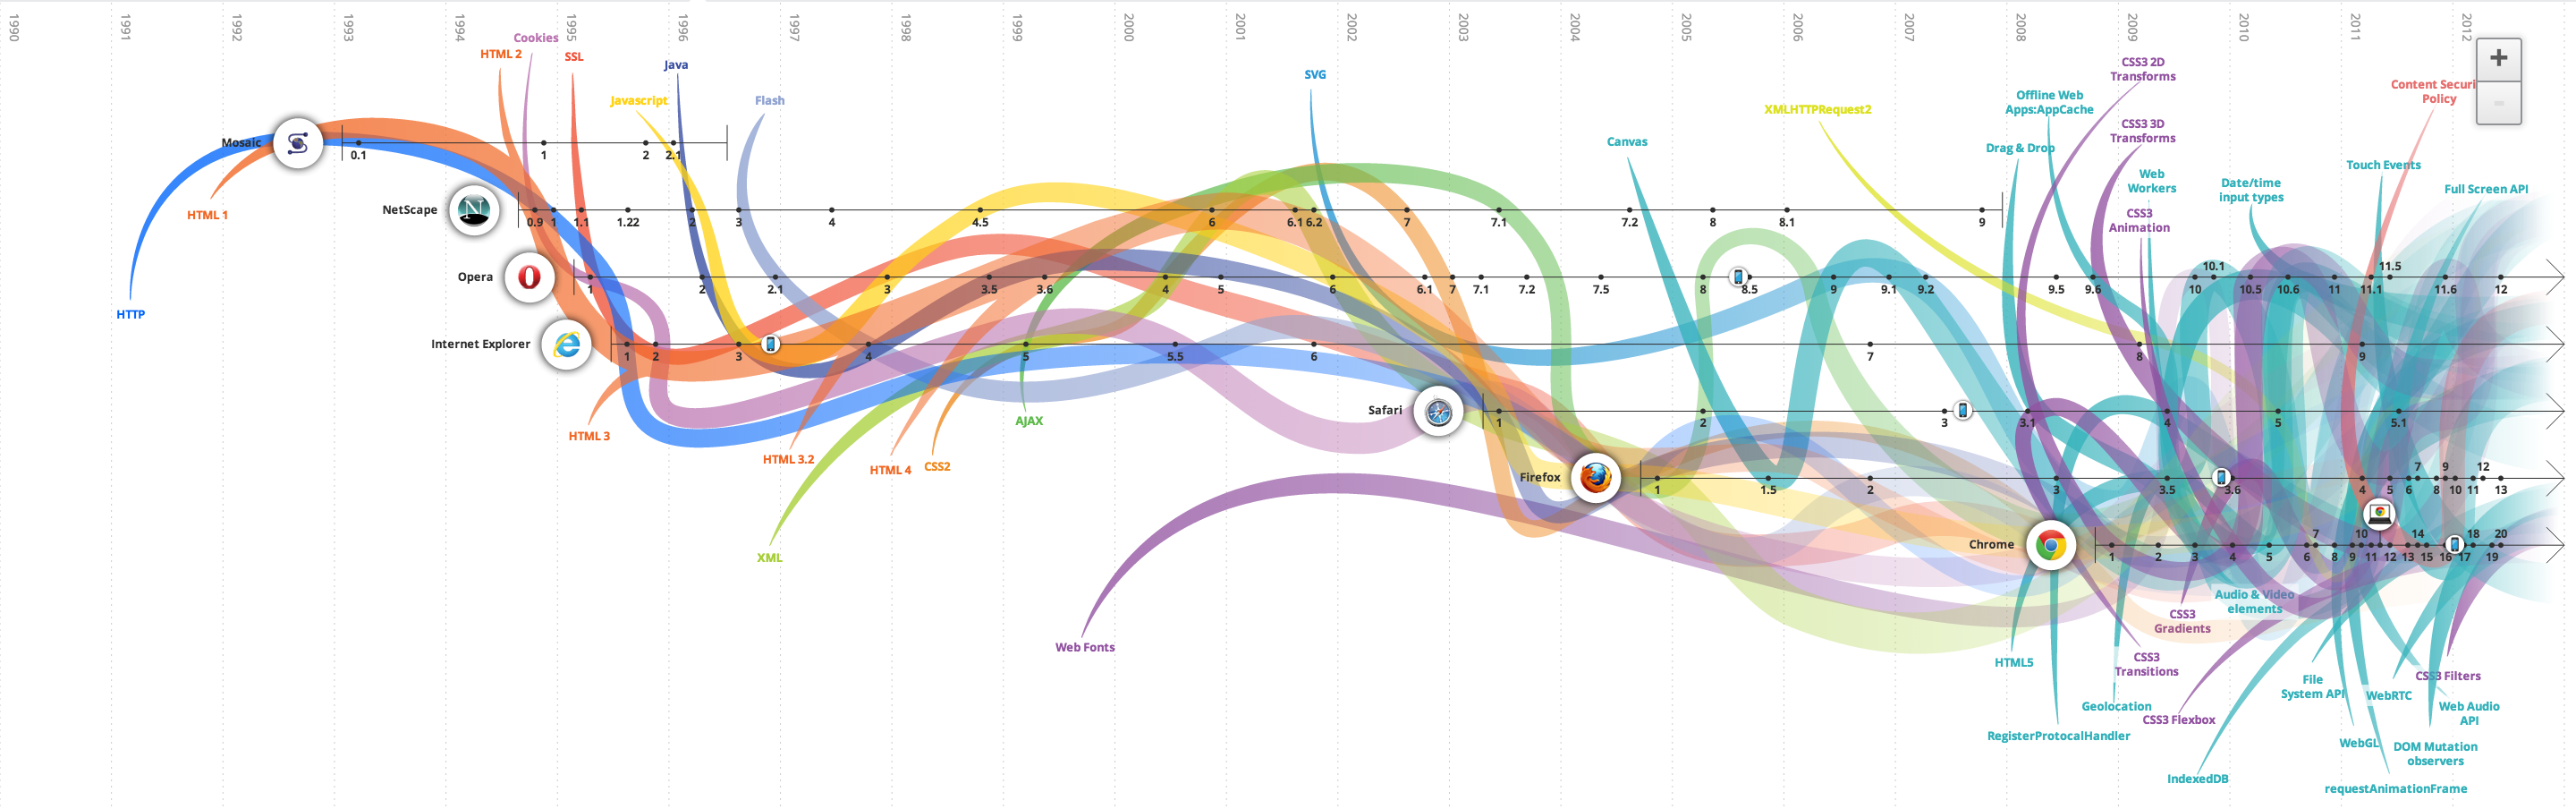 1990
1991
1992
1993
1994
1995
1996
1997
1998
1999
2000
2001
2002
2003
2004
2005
2006
2007
2008
2009
2010
2011
2012
Cookies
HTML 2
SSL
Java
Javascript
Flash
SVG
Canvas
XMLHTTPRequest2
CSS3 2D
Transforms
Offline Web
Apps:AppCache
CSS3 3D
Transforms
Drag & Drop
Web
Workers
CSS3
Animation
Date/time
input types
Content Securi
Policy
Touch Events
Full Screen API
+
-
Mosaic
0.1
1
2
2.1
HTML 1
NetScape
0.9
1
1.1
1.22
2
3
4
4.5
6
6.1
6.2
7
7.1
7.2
8
8.1
9
Opera
1
2
2.1
3
3.5
3.6
4
5
6
6.1
7
7.1
7.2
7.5
8
8.5
9
9.1
9.2
9.5
9.6
10
10.1
10.5
10.6
11
11.1
11.5
11.6
12
HTTP
Internet Explorer
1
2
3
4
5
5.5
6
7
8
9
Safari
1
2
3
3.1
4
5
5.1
HTML 3
HTML 3.2
HTML 4
CSS2
AJAX
Firefox
1
1.5
2
3
3.5
3.6
4
5
6
7
8
9
10
11
12
13
XML
Chrome
1
2
3
4
5
6
7
8
9
10
11
12
13
14
15
16
17
18
19
20
Web Fonts
Audio & Video
elements
CSS3
Gradients
HTML5
CSS3
Transitions
File
System API
CSS3 Filters
WebRTC
Geolocation
CSS3 Flexbox
Web Audio
API
RegisterProtocalHandler
WebGL
DOM Mutation
observers
IndexedDB
requestAnimationFrame